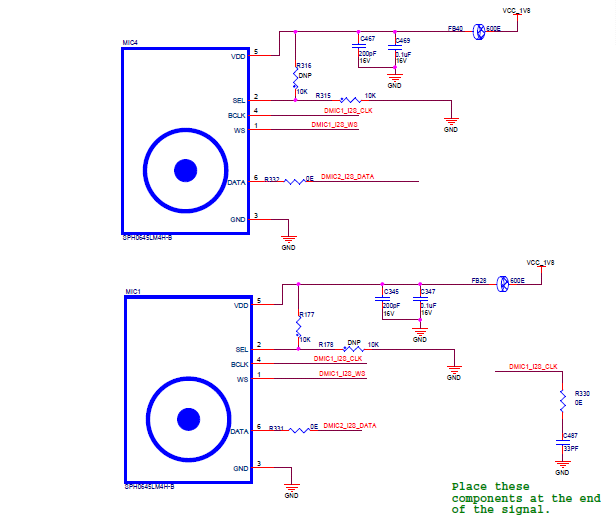 VCC_1V8
MIC4
FB40
600E
5
VDD
C467
200pF
16V
C469
0.1uF
16V
R316
DNP
10K
GND
2
SEL
R315
10K
4
BCLK
DMIC1_I2S_CLK
1
WS
DMIC1_I2S_WS
GND
6
DATA
R332
0E
DMIC2_I2S_DATA
3
GND
SPH0645LM4H-B
GND
VCC_1V8
MIC1
FB28
600E
5
VDD
C345
200pF
16V
C347
0.1uF
16V
R177
10K
GND
2
SEL
R178
DNP
10K
4
BCLK
DMIC1_I2S_CLK
1
WS
DMIC1_I2S_WS
GND
DMIC1_I2S_CLK
R330
0E
6
DATA
R331
0E
DMIC2_I2S_DATA
C487
33PF
3
GND
GND
SPH0645LM4H-B
GND
Place these
components at the end
of the signal.